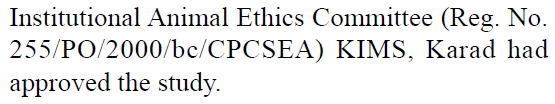 Institutional Animal Ethics Committee (Reg. No.
255/PO/2000/bc/CPCSEA) KIMS, Karad had
approved the study.